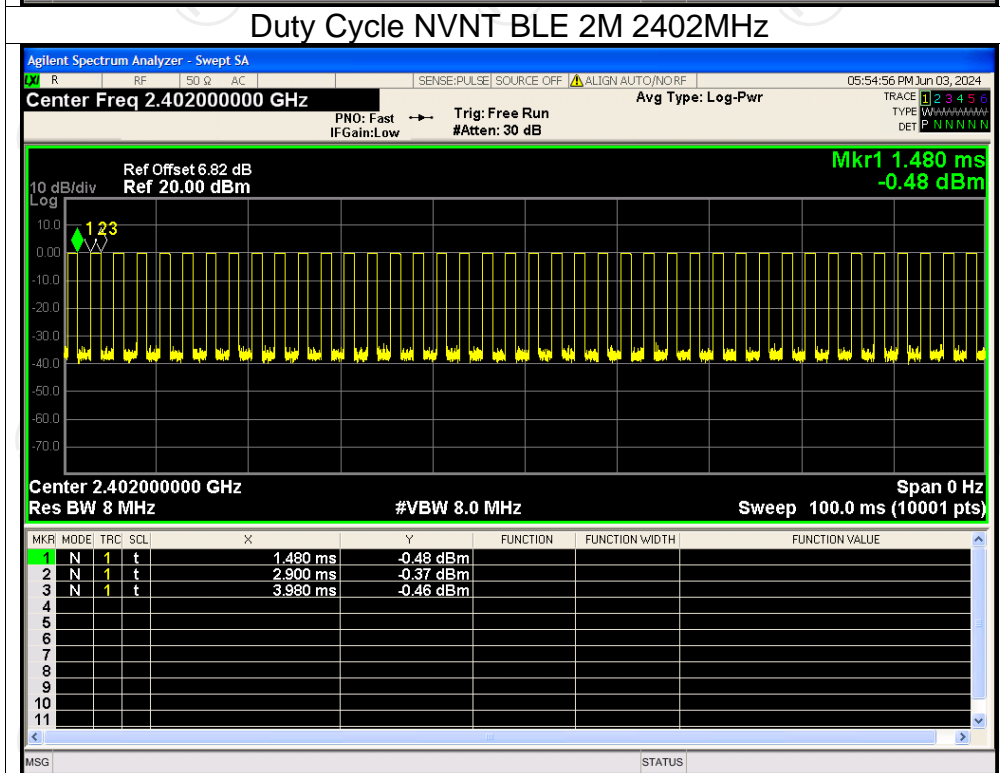 Duty Cycle NVNT BLE 2M 2402MHz
Agilent Spectrum Analyzer - Swept SA
LXI R RF 50 Ω AC SENSE:PULSE SOURCE OFF ALIGN AUTO/NO RF 05:54:56 PM Jun 03, 2024
Center Freq 2.402000000 GHz
PNO: Fast
IFGain:Low
Trig: Free Run
#Atten: 30 dB
Avg Type: Log-Pwr
TRACE 1 2 3 4 5 6
TYPE WWWWWW
DET P N N N N N
Mkr1 1.480 ms
-0.48 dBm
Ref Offset 6.82 dB
10 dB/div Ref 20.00 dBm
Log
10.0
0.00
-10.0
-20.0
-30.0
-40.0
-50.0
-60.0
-70.0
1 2 3
Center 2.402000000 GHz Span 0 Hz
Res BW 8 MHz #VBW 8.0 MHz Sweep 100.0 ms (10001 pts)
MKR MODE TRC SCL X Y FUNCTION FUNCTION WIDTH FUNCTION VALUE
1 N 1 t 1.480 ms -0.48 dBm
2 N 1 t 2.900 ms -0.37 dBm
3 N 1 t 3.980 ms -0.46 dBm
4
5
6
7
8
9
10
11
MSG STATUS